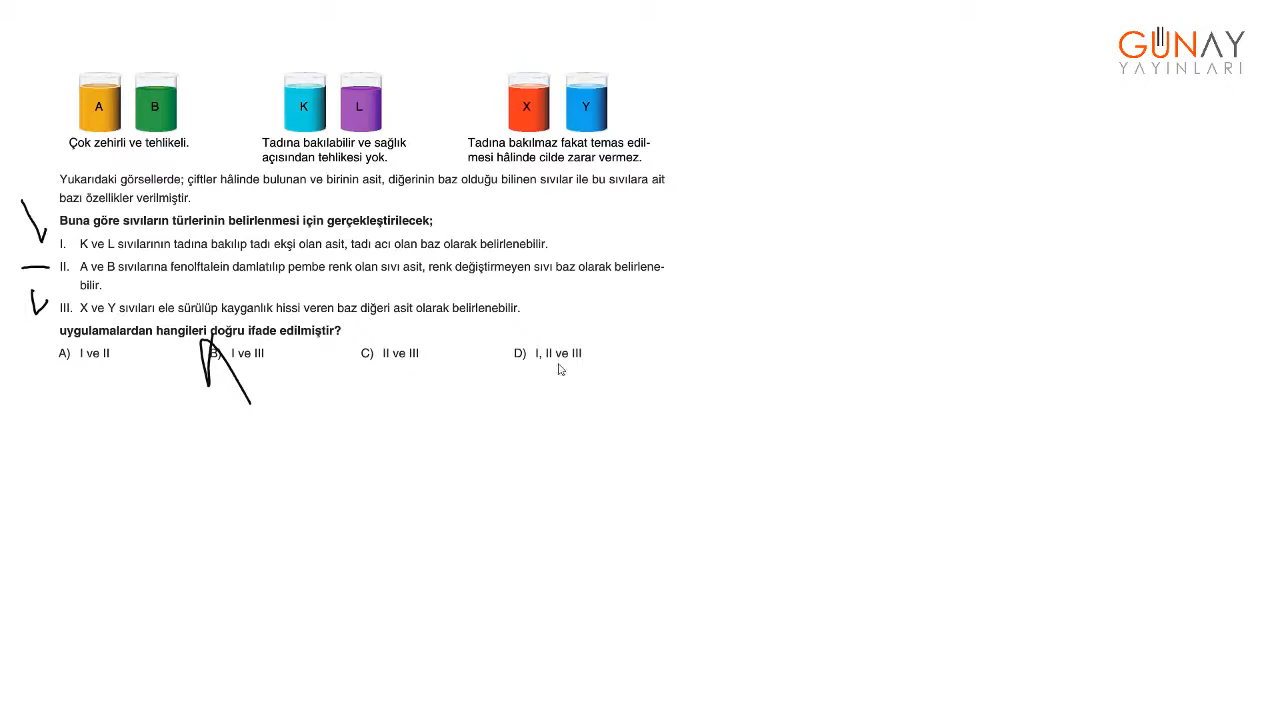 GÜNAY
YAYINLARI
A B K L X Y
Çok zehirli ve tehlikeli.
Tadına bakılabilir ve sağlık
açısından tehlikesi yok.
Tadına bakılmaz fakat temas edil-
mesi hâlinde cilde zarar vermez.
Yukarıdaki görsellerde; çiftler hâlinde bulunan ve birinin asit, diğerinin baz olduğu bilinen sıvılar ile bu sıvılara ait
bazı özellikler verilmiştir.
Buna göre sıvıların türlerinin belirlenmesi için gerçekleştirilecek;
I. K ve L sıvılarının tadına bakılıp tadı ekşi olan asit, tadı acı olan baz olarak belirlenebilir.
II. A ve B sıvılarına fenolftalein damlatılıp pembe renk olan sıvı asit, renk değiştirmeyen sıvı baz olarak belirlene-
bilir.
III. X ve Y sıvıları ele sürülüp kayganlık hissi veren baz diğeri asit olarak belirlenebilir.
uygulamalardan hangileri doğru ifade edilmiştir?
A) I ve II B) I ve III C) II ve III D) I, II ve III